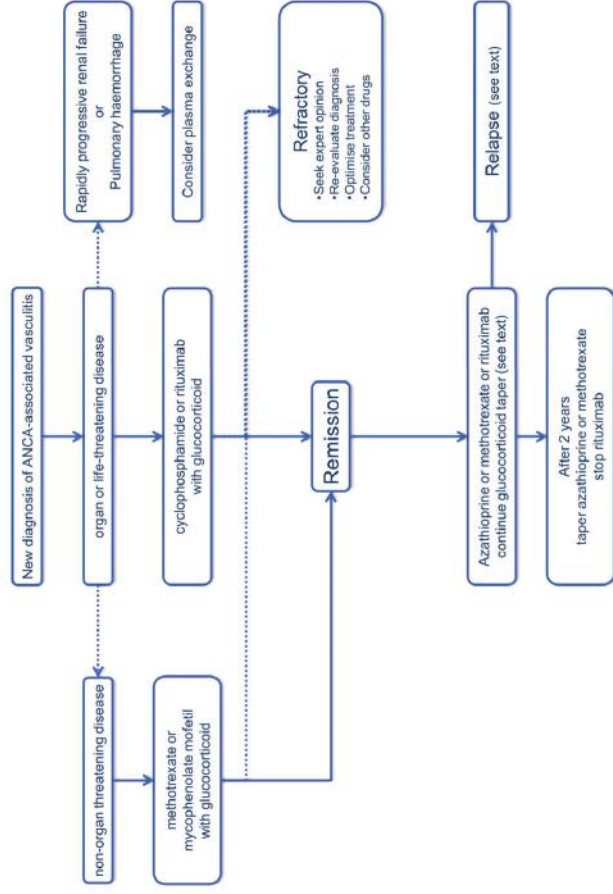 New diagnosis of ANCA-associated vasculitis
non-organ threatening disease
organ or life-threatening disease
Rapidly progressive renal failure
or
Pulmonary haemorrhage
methotrexate or
mycophenolate mofetil
with glucocorticoid
cyclophosphamide or rituximab
with glucocorticoid
Consider plasma exchange
Remission
Refractory
•Seek expert opinion
•Re-evaluate diagnosis
•Optimise treatment
•Consider other drugs
Azathioprine or methotrexate or rituximab
continue glucocorticoid taper (see text)
Relapse (see text)
After 2 years
taper azathioprine or methotrexate
stop rituximab